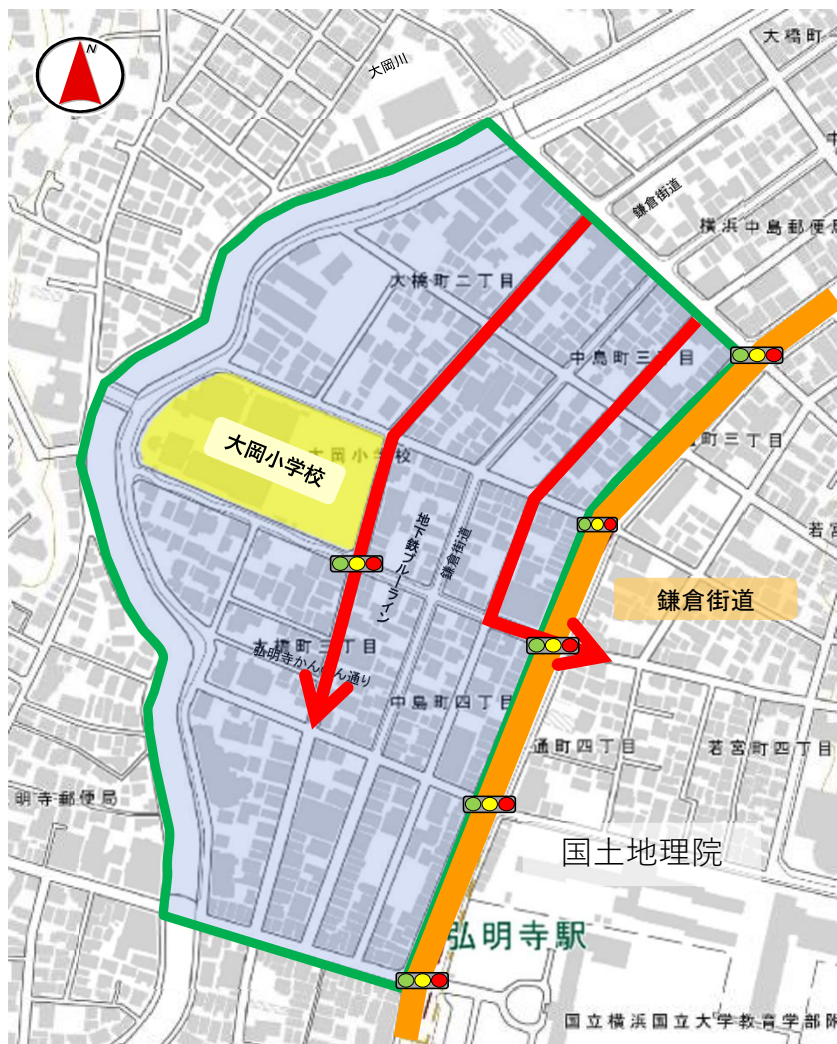 N
大橋町
大岡川
鎌倉街道
横浜中島郵便局
大橋町二丁目
中島町三丁目
町三丁目
大岡小学校
大岡小学校
若宮
地下鉄ブルーライン
鎌倉街道
鎌倉街道
大橋町三丁目
弘明寺かんのん通り
中島町四丁目
通町四丁目
若宮町四丁目
明寺郵便局
国土地理院
弘明寺駅
国立横浜国立大学教育学部附